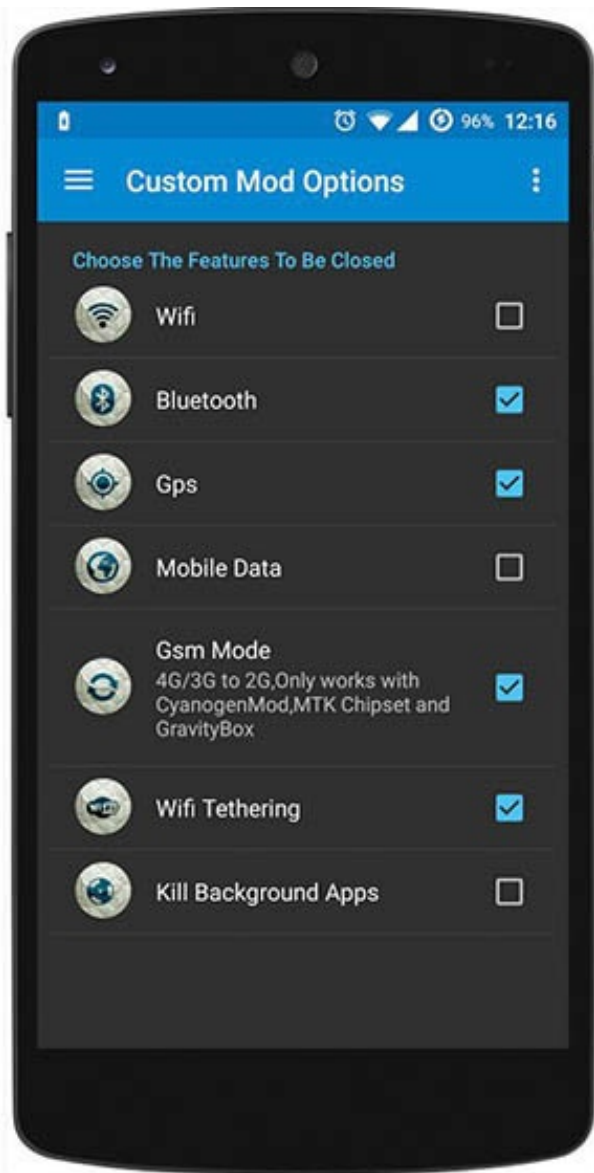 96% 12:16
Custom Mod Options
Choose The Features To Be Closed
Wifi
Bluetooth
Gps
Mobile Data
Gsm Mode
4G/3G to 2G,Only works with
CyanogenMod,MTK Chipset and
GravityBox
Wifi Tethering
Kill Background Apps